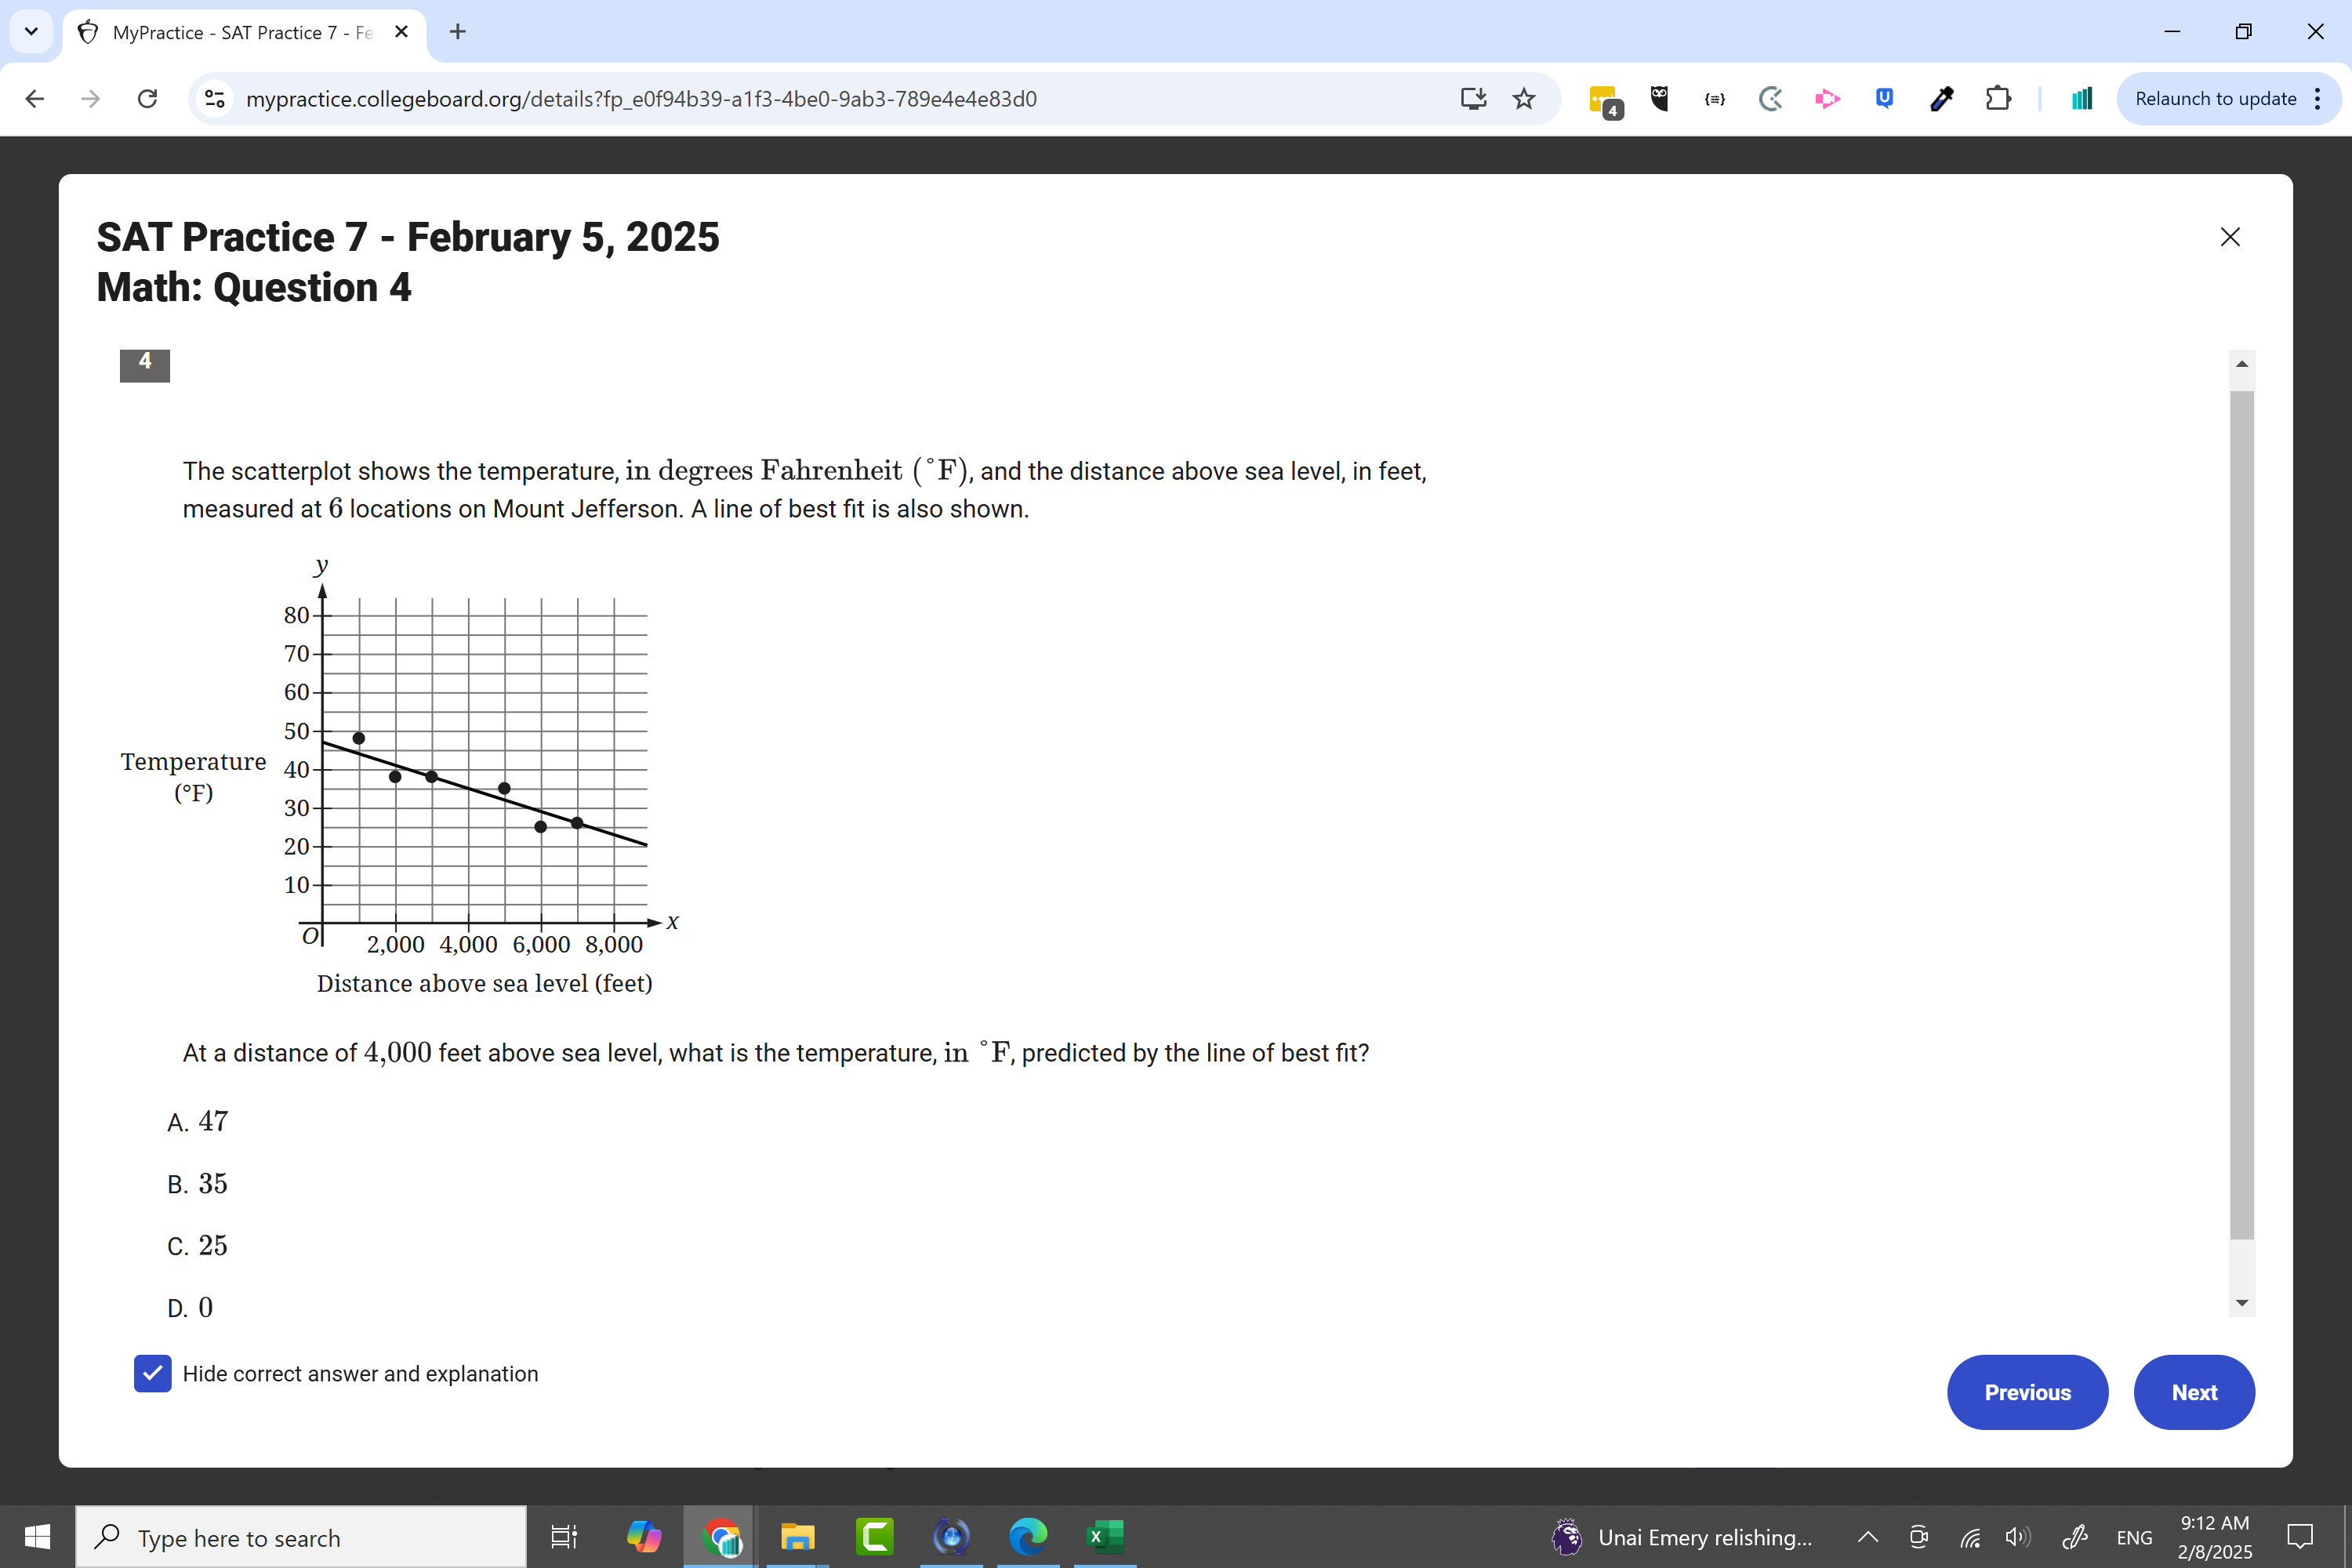 MyPractice - SAT Practice 7 - Fe
mypractice.collegeboard.org/details?fp_e0f94b39-a1f3-4be0-9ab3-789e4e4e83d0
4
{≡}
U
Relaunch to update
SAT Practice 7 - February 5, 2025
Math: Question 4
4
The scatterplot shows the temperature, in degrees Fahrenheit (°F), and the distance above sea level, in feet,
measured at 6 locations on Mount Jefferson. A line of best fit is also shown.
y
80
70
60
50
40
30
20
10
Temperature
(°F)
O
x
2,000 4,000 6,000 8,000
Distance above sea level (feet)
At a distance of 4,000 feet above sea level, what is the temperature, in °F, predicted by the line of best fit?
A. 47
B. 35
C. 25
D. 0
Hide correct answer and explanation
Previous
Next
Type here to search
Unai Emery relishing...
ENG
9:12 AM
2/8/2025